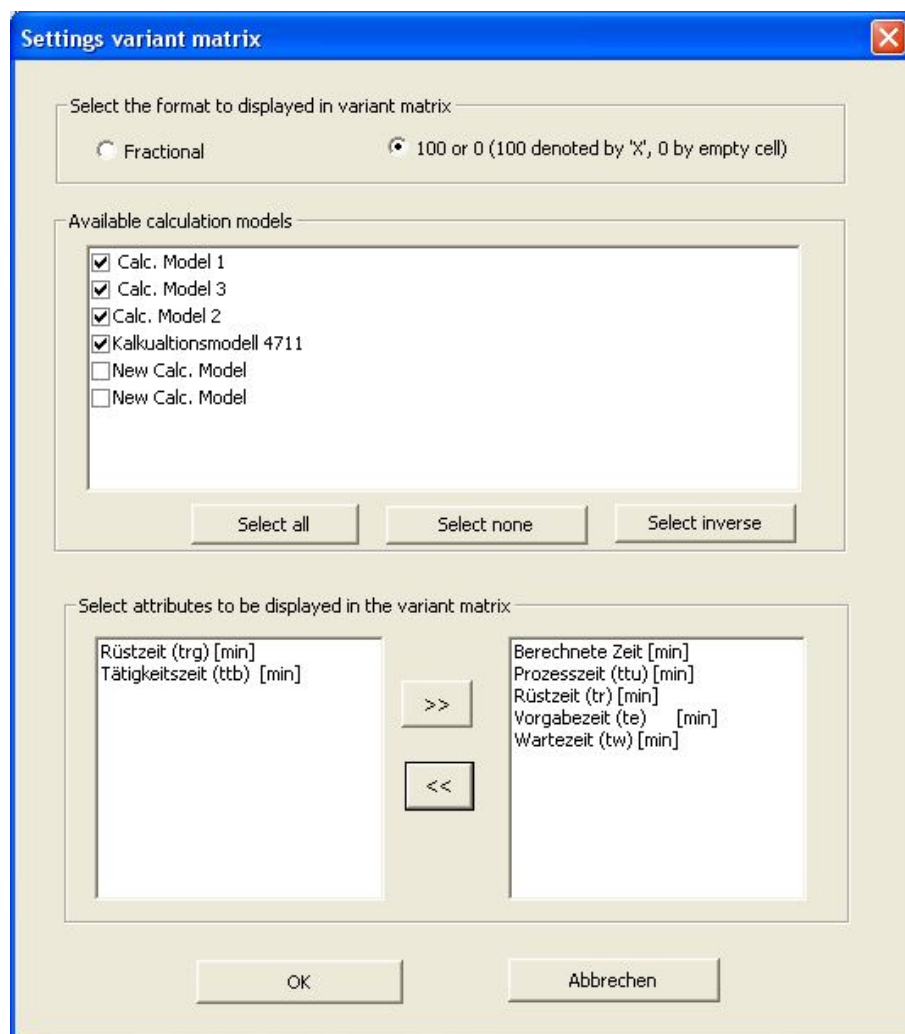 Settings variant matrix
Select the format to displayed in variant matrix
Fractional
100 or 0 (100 denoted by 'X', 0 by empty cell)
Available calculation models
Calc. Model 1
Calc. Model 3
Calc. Model 2
Kalkualtionsmodell 4711
New Calc. Model
New Calc. Model
Select all
Select none
Select inverse
Select attributes to be displayed in the variant matrix
Rüstzeit (trg) [min]
Tätigkeitszeit (ttb) [min]
>>
<<
Berechnete Zeit [min]
Prozesszeit (ttu) [min]
Rüstzeit (tr) [min]
Vorgabezeit (te) [min]
Wartezeit (tw) [min]
OK
Abbrechen